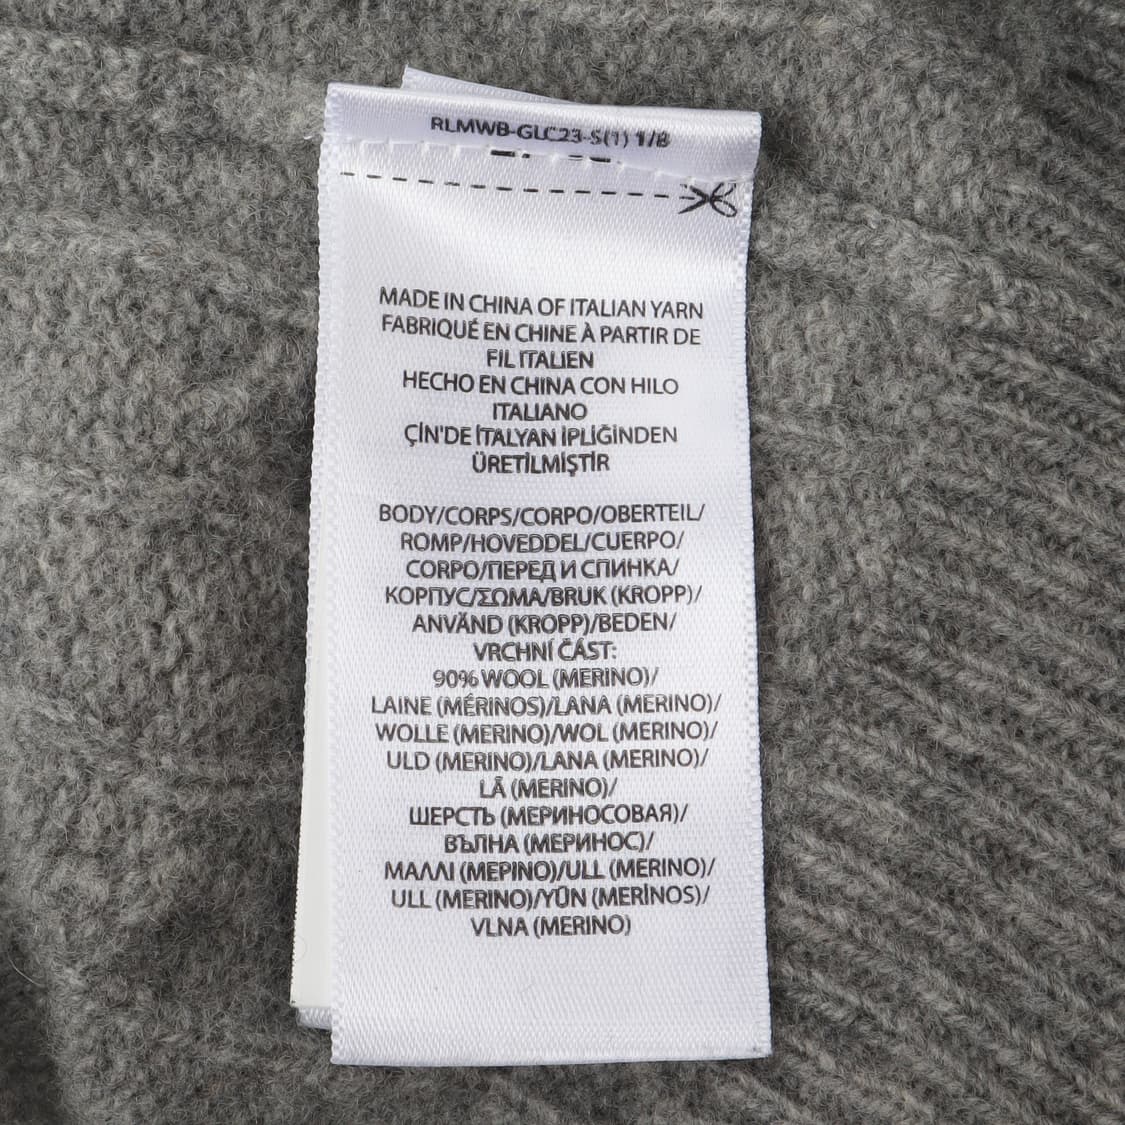 RLMWB-GLC23-S(1) 1/8
MADE IN CHINA OF ITALIAN YARN
FABRIQUÉ EN CHINE À PARTIR DE
FIL ITALIEN
HECHO EN CHINA CON HILO
ITALIANO
ÇİN'DE İTALYAN İPLİĞİNDEN
ÜRETİLMİŞTİR
BODY/CORPS/CORPO/OBERTEIL/
ROMP/HOVEDDEL/CUERPO/
CORPO/ПЕРЕД И СПИНКА/
КОРПУС/ΣΩΜΑ/BRUK (KROPP)/
ANVÄND (KROPP)/BEDEN/
VRCHNÍ ČÁST:
90% WOOL (MERINO)/
LAINE (MÉRINOS)/LANA (MERINO)/
WOLLE (MERINO)/WOL (MERINO)/
ULD (MERINO)/LANA (MERINO)/
LÃ (MERINO)/
ШЕРСТЬ (МЕРИНОСОВАЯ)/
ВЪЛНА (МЕРИНОС)/
ΜΑΛΛΙ (ΜΕΡΙΝΟ)/ULL (MERINO)/
ULL (MERINO)/YÜN (MERİNOS)/
VLNA (MERINO)